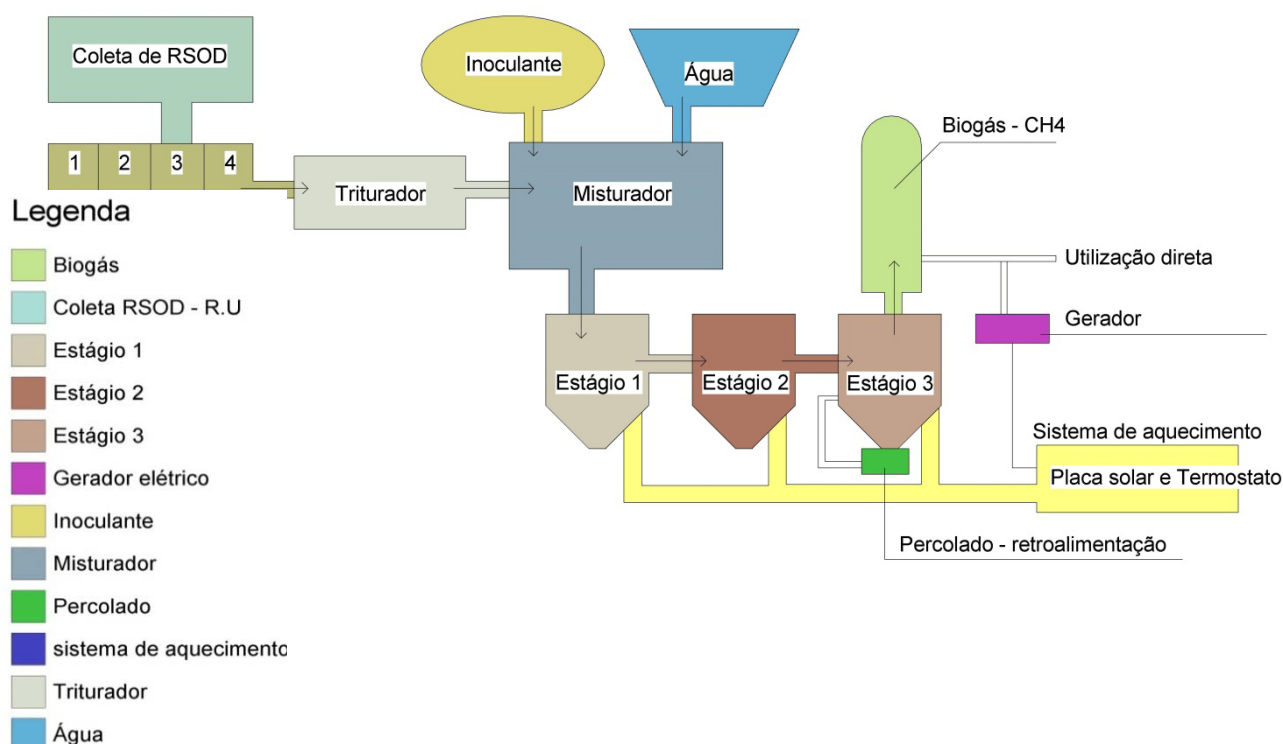 Coleta de RSOD
Inoculante
Água
1 2 3 4
Triturador
Misturador
Biogás - CH4
Utilização direta
Gerador
Estágio 1
Estágio 2
Estágio 3
Sistema de aquecimento
Placa solar e Termostato
Percolado - retroalimentação
Legenda
Biogás
Coleta RSOD - R.U
Estágio 1
Estágio 2
Estágio 3
Gerador elétrico
Inoculante
Misturador
Percolado
sistema de aquecimento
Triturador
Água